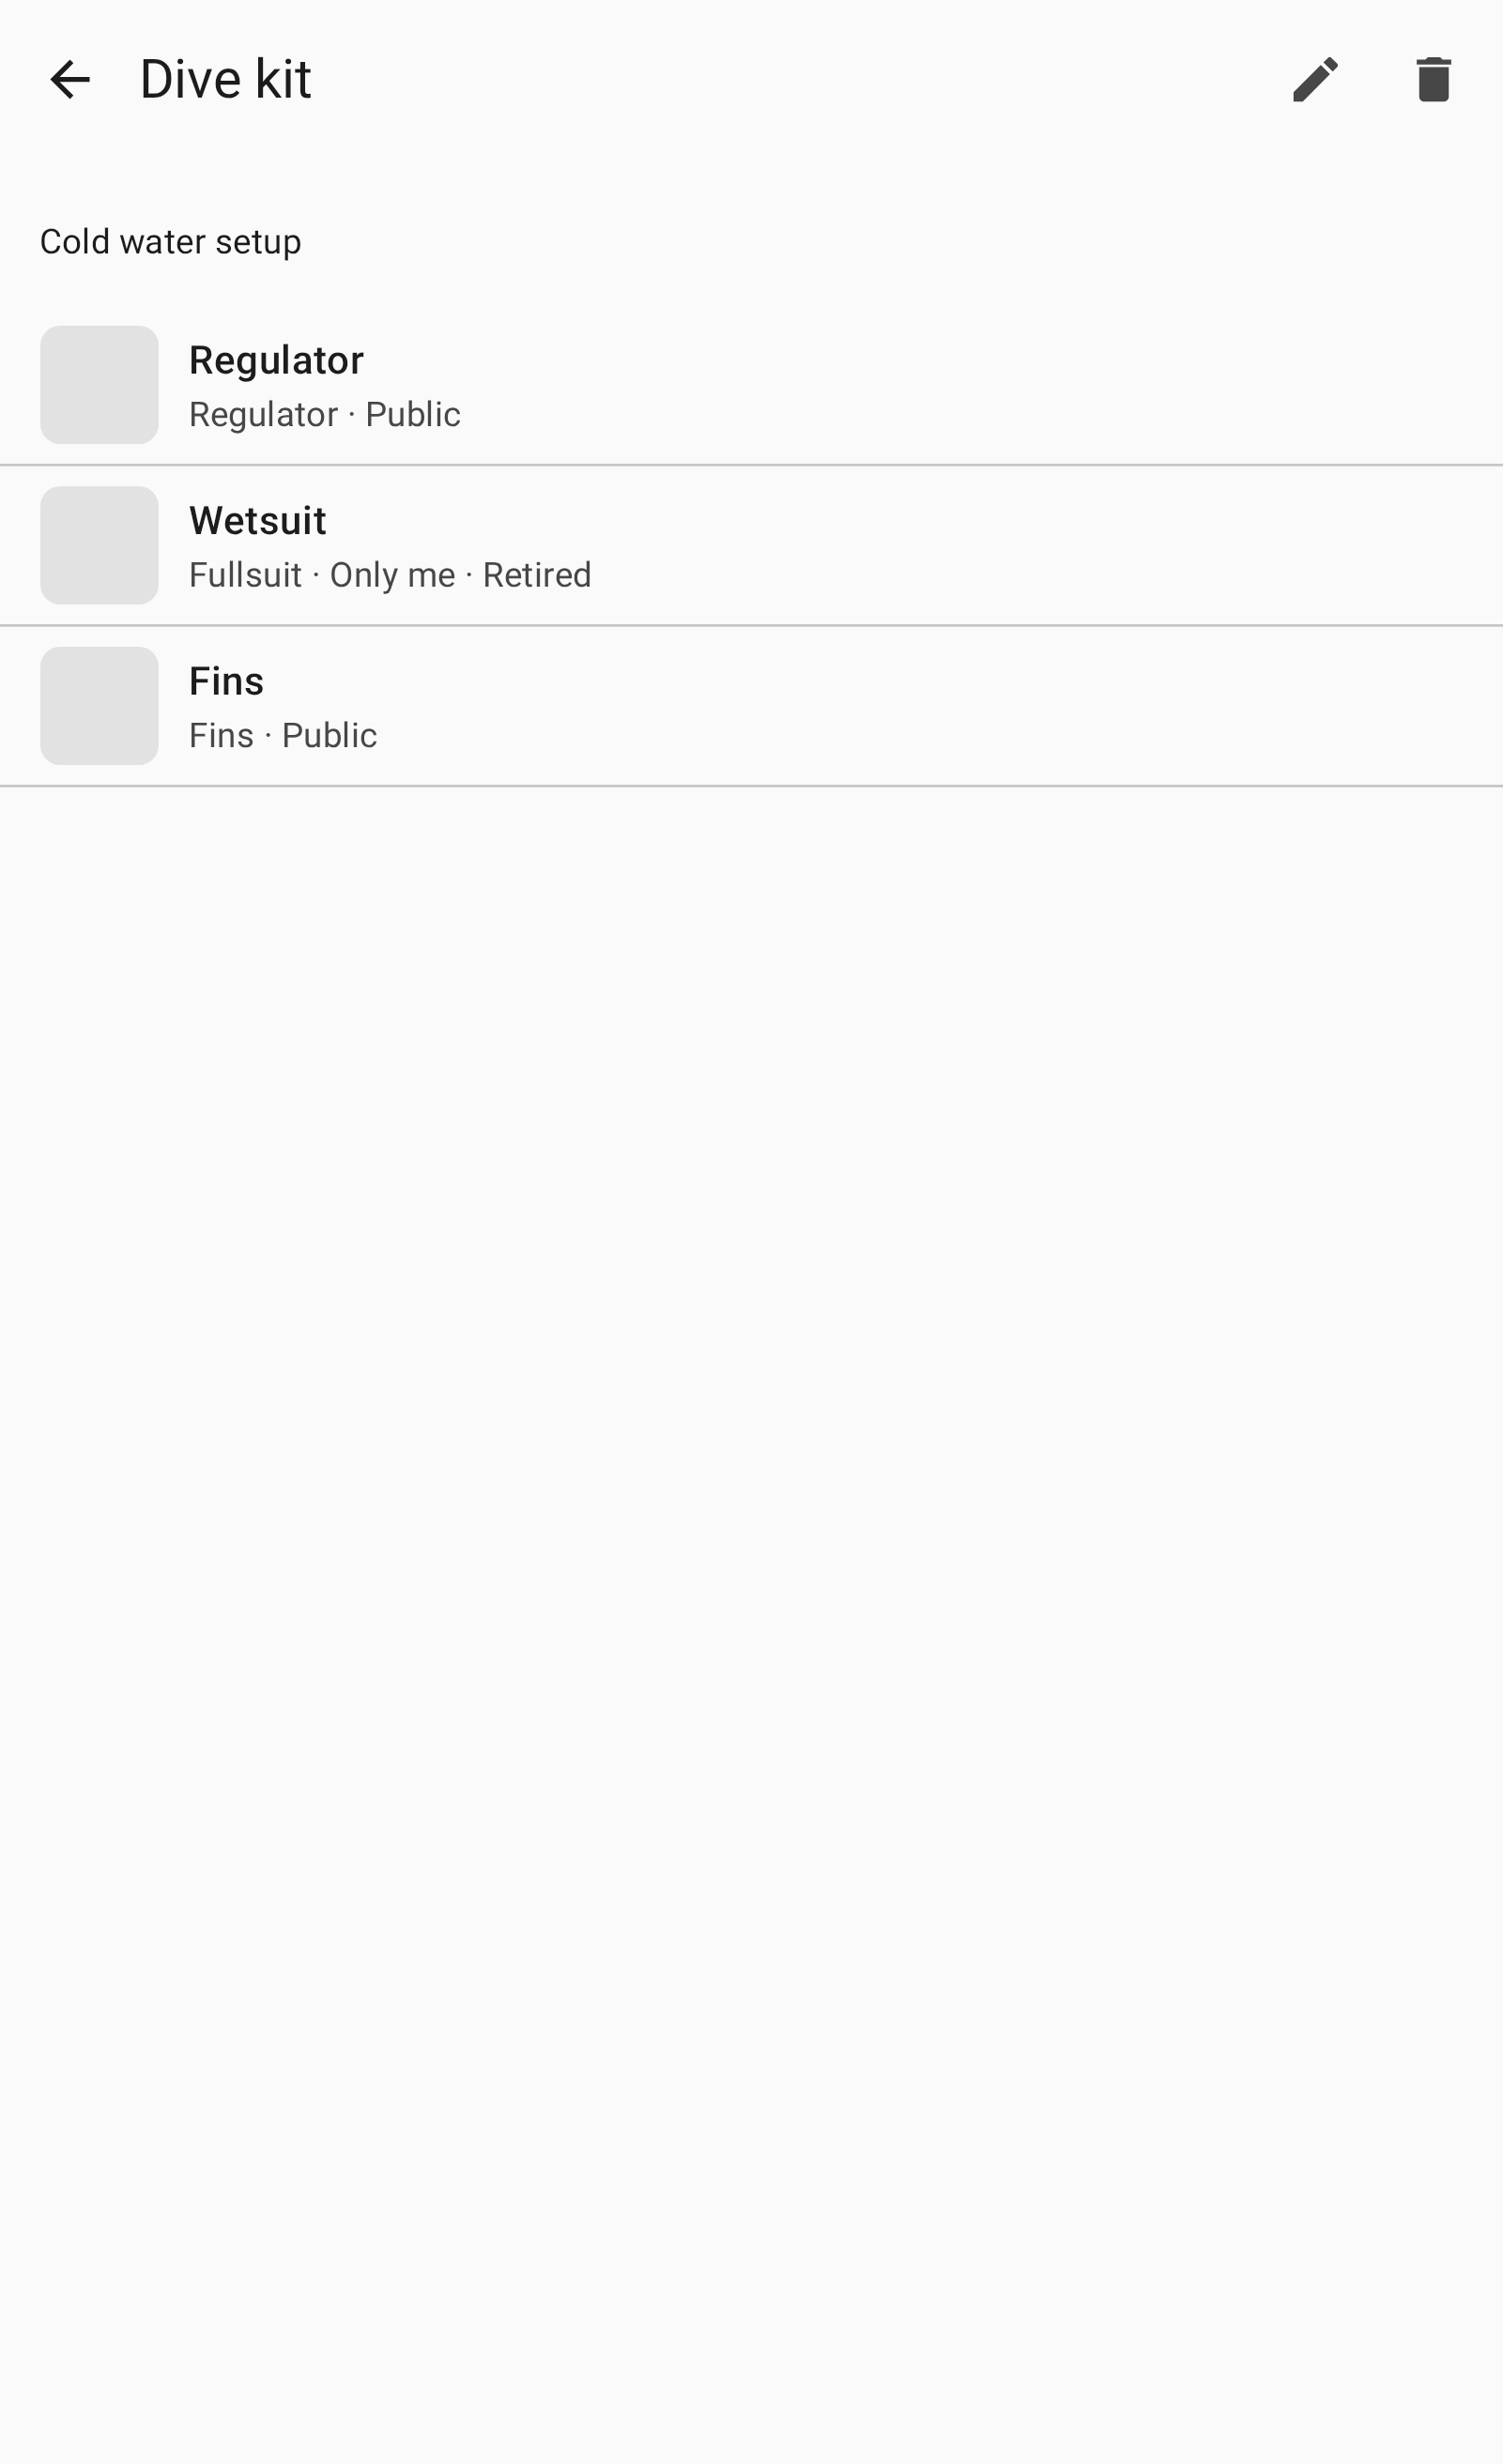 Dive kit
Cold water setup
Regulator
Regulator · Public
Wetsuit
Fullsuit · Only me · Retired
Fins
Fins · Public